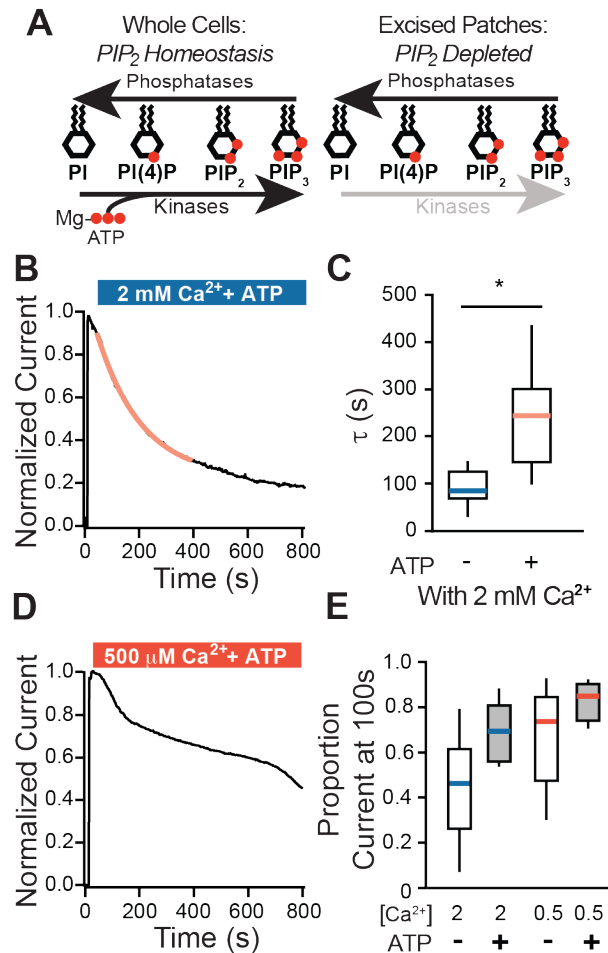 A
Whole Cells:
PIP2 Homeostasis
Phosphatases
PI PI(4)P PIP2 PIP3
Kinases
Mg-
ATP
Excised Patches:
PIP2 Depleted
Phosphatases
PI PI(4)P PIP2 PIP3
Kinases
B
2 mM Ca2++ ATP
Normalized Current
1.0
0.8
0.6
0.4
0.2
0.0
0 200 400 600 800
Time (s)
C
*
τ (s)
500
400
300
200
100
0
ATP - +
With 2 mM Ca2+
D
500 μM Ca2++ ATP
Normalized Current
1.0
0.8
0.6
0.4
0.2
0.0
0 200 400 600 800
Time (s)
E
Proportion
Current at 100s
1.0
0.8
0.6
0.4
0.2
0
[Ca2+] 2 2 0.5 0.5
ATP - + - +